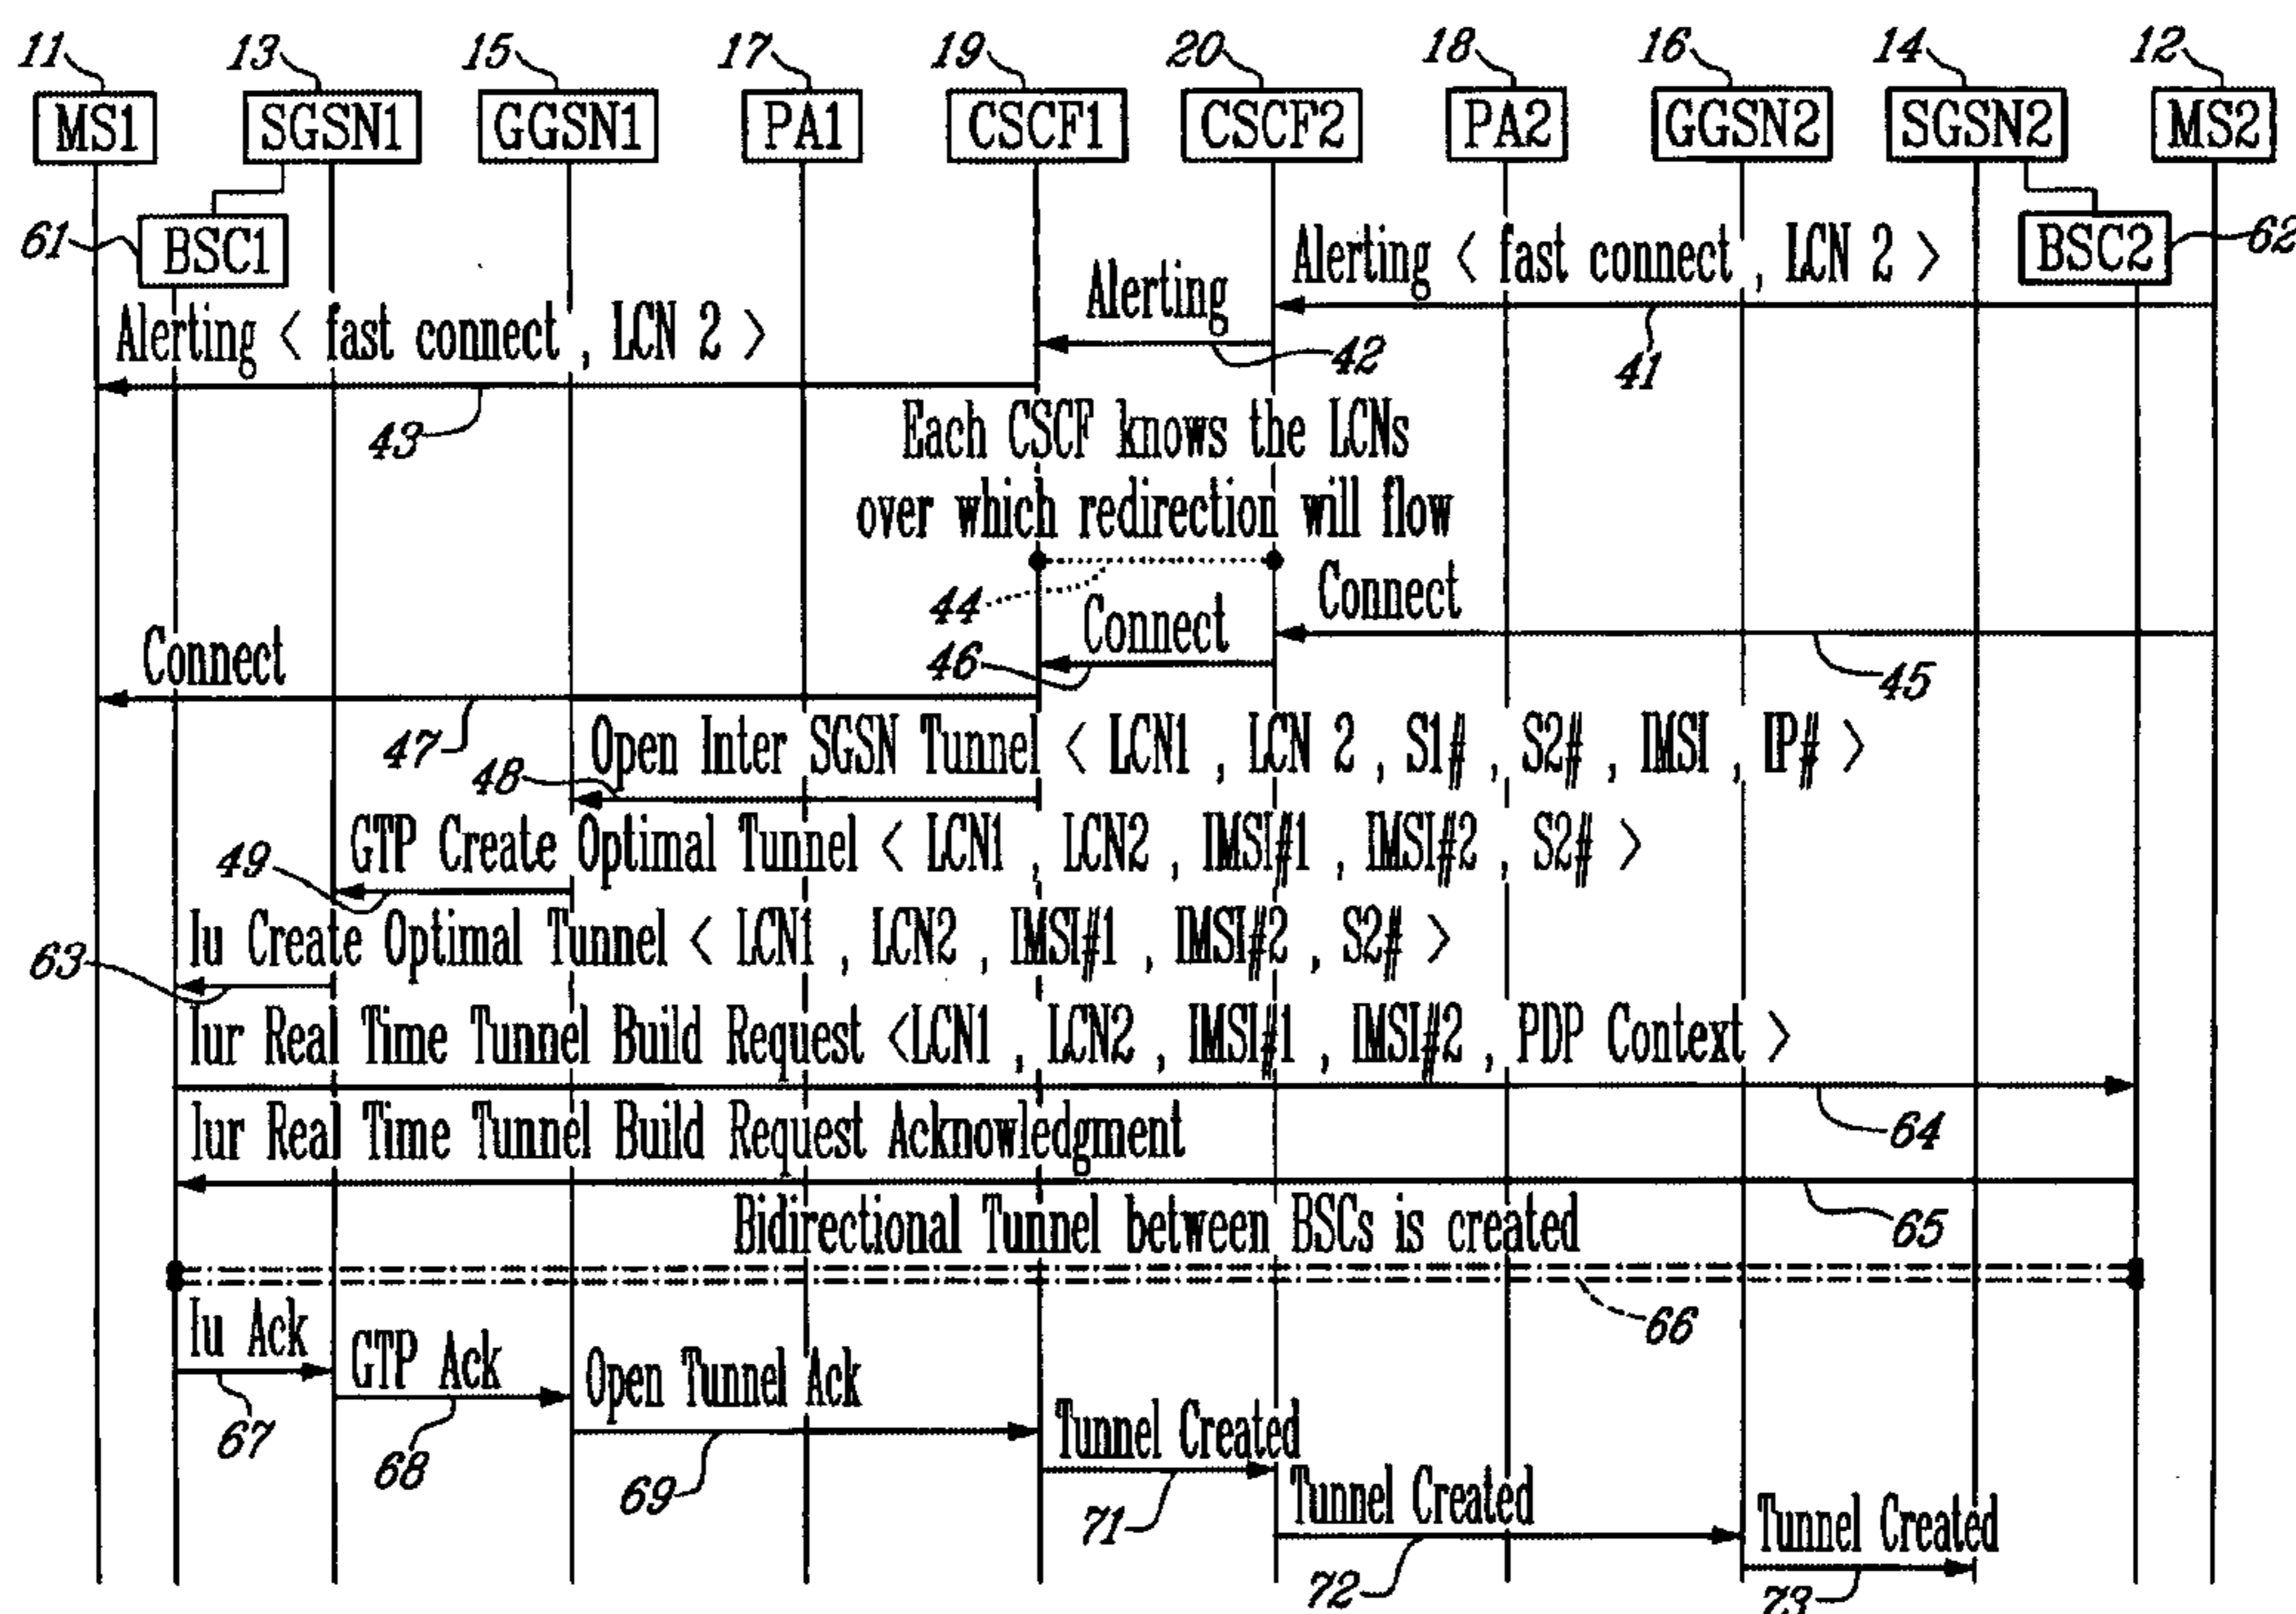 11 13 15 17 19 20 18 16 14 12
MS1 SGSN1 GGSN1 PA1 CSCF1 CSCF2 PA2 GGSN2 SGSN2 MS2
61 BSC1 BSC2 62
Alerting < fast connect , LCN 2 >
41
Alerting
42
Alerting < fast connect , LCN 2 >
43
Each CSCF knows the LCNs
over which redirection will flow
44
Connect
45
Connect
46
Connect
47
Open Inter SGSN Tunnel < LCN1 , LCN 2 , S1# , S2# , IMSI , IP# >
48
GTP Create Optimal Tunnel < LCN1 , LCN2 , IMSI#1 , IMSI#2 , S2# >
49
Iu Create Optimal Tunnel < LCN1 , LCN2 , IMSI#1 , IMSI#2 , S2# >
63
Iur Real Time Tunnel Build Request <LCN1 , LCN2 , IMSI#1 , IMSI#2 , PDP Context >
64
Iur Real Time Tunnel Build Request Acknowledgment
65
Bidirectional Tunnel between BSCs is created
66
Iu Ack
67
GTP Ack
68
Open Tunnel Ack
69
Tunnel Created
71
Tunnel Created
72
Tunnel Created
73